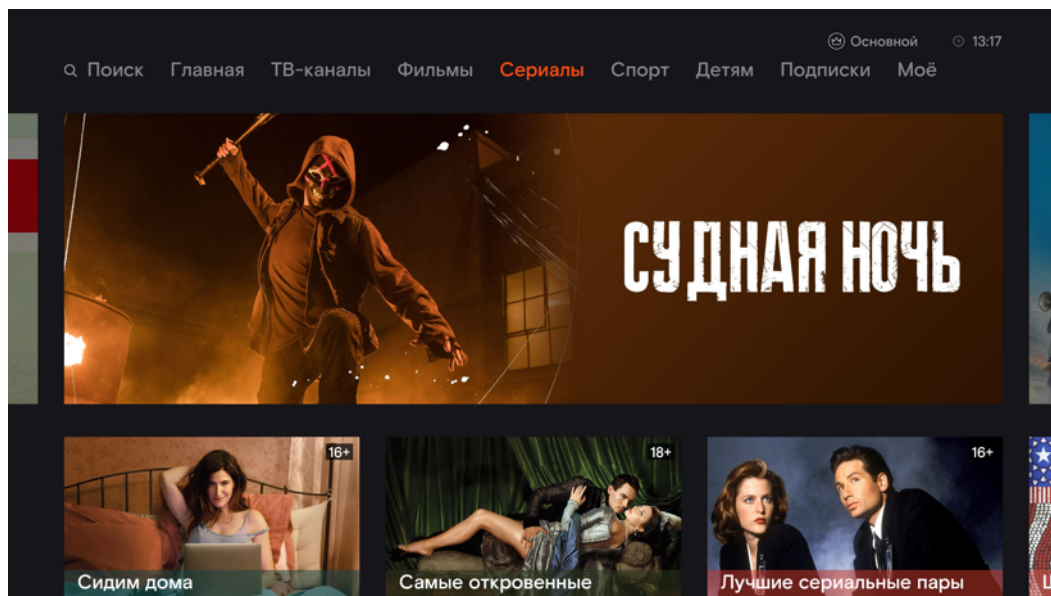 Основной 13:17
Поиск Главная ТВ-каналы Фильмы Сериалы Спорт Детям Подписки Моё
СУДНАЯ НОЧЬ
16+ 18+ 16+
Сидим дома Самые откровенные Лучшие сериальные пары